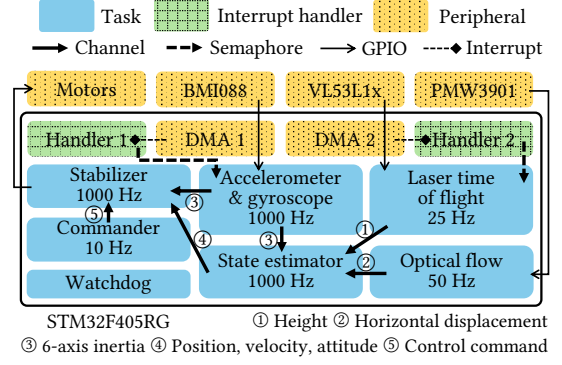 Task Interrupt handler Peripheral
Channel Semaphore GPIO Interrupt
Motors BMI088 VL53L1x PMW3901
Handler 1 DMA 1 DMA 2 Handler 2
Stabilizer
1000 Hz
Accelerometer
& gyroscope
1000 Hz
Laser time
of flight
25 Hz
③
①
⑤
Commander
10 Hz
④
③
State estimator
1000 Hz
②
Optical flow
50 Hz
Watchdog
STM32F405RG ① Height ② Horizontal displacement
③ 6-axis inertia ④ Position, velocity, attitude ⑤ Control command